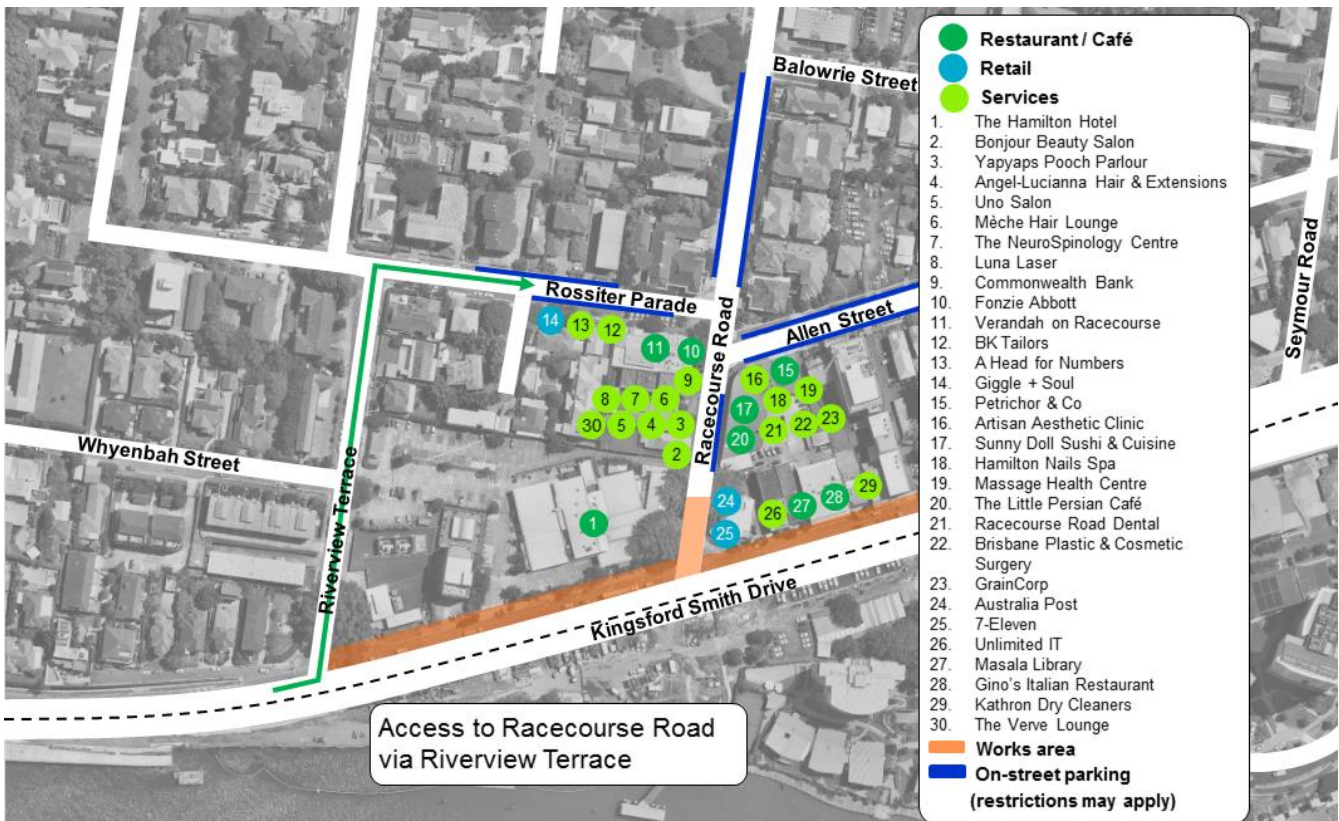 Balowrie Street
Rossiter Parade
Racecourse Road
Allen Street
Seymour Road
Whyenbah Street
Riverview Terrace
Kingsford Smith Drive
14
13
12
11
10
9
8
7
6
30
5
4
3
2
1
15
16
19
18
17
23
22
21
20
24
29
28
27
26
25
Access to Racecourse Road
via Riverview Terrace
Restaurant / Café
Retail
Services
1. The Hamilton Hotel
2. Bonjour Beauty Salon
3. Yapyaps Pooch Parlour
4. Angel-Lucianna Hair & Extensions
5. Uno Salon
6. Mèche Hair Lounge
7. The NeuroSpinology Centre
8. Luna Laser
9. Commonwealth Bank
10. Fonzie Abbott
11. Verandah on Racecourse
12. BK Tailors
13. A Head for Numbers
14. Giggle + Soul
15. Petrichor & Co
16. Artisan Aesthetic Clinic
17. Sunny Doll Sushi & Cuisine
18. Hamilton Nails Spa
19. Massage Health Centre
20. The Little Persian Café
21. Racecourse Road Dental
22. Brisbane Plastic & Cosmetic
Surgery
23. GrainCorp
24. Australia Post
25. 7-Eleven
26. Unlimited IT
27. Masala Library
28. Gino's Italian Restaurant
29. Kathron Dry Cleaners
30. The Verve Lounge
Works area
On-street parking
(restrictions may apply)